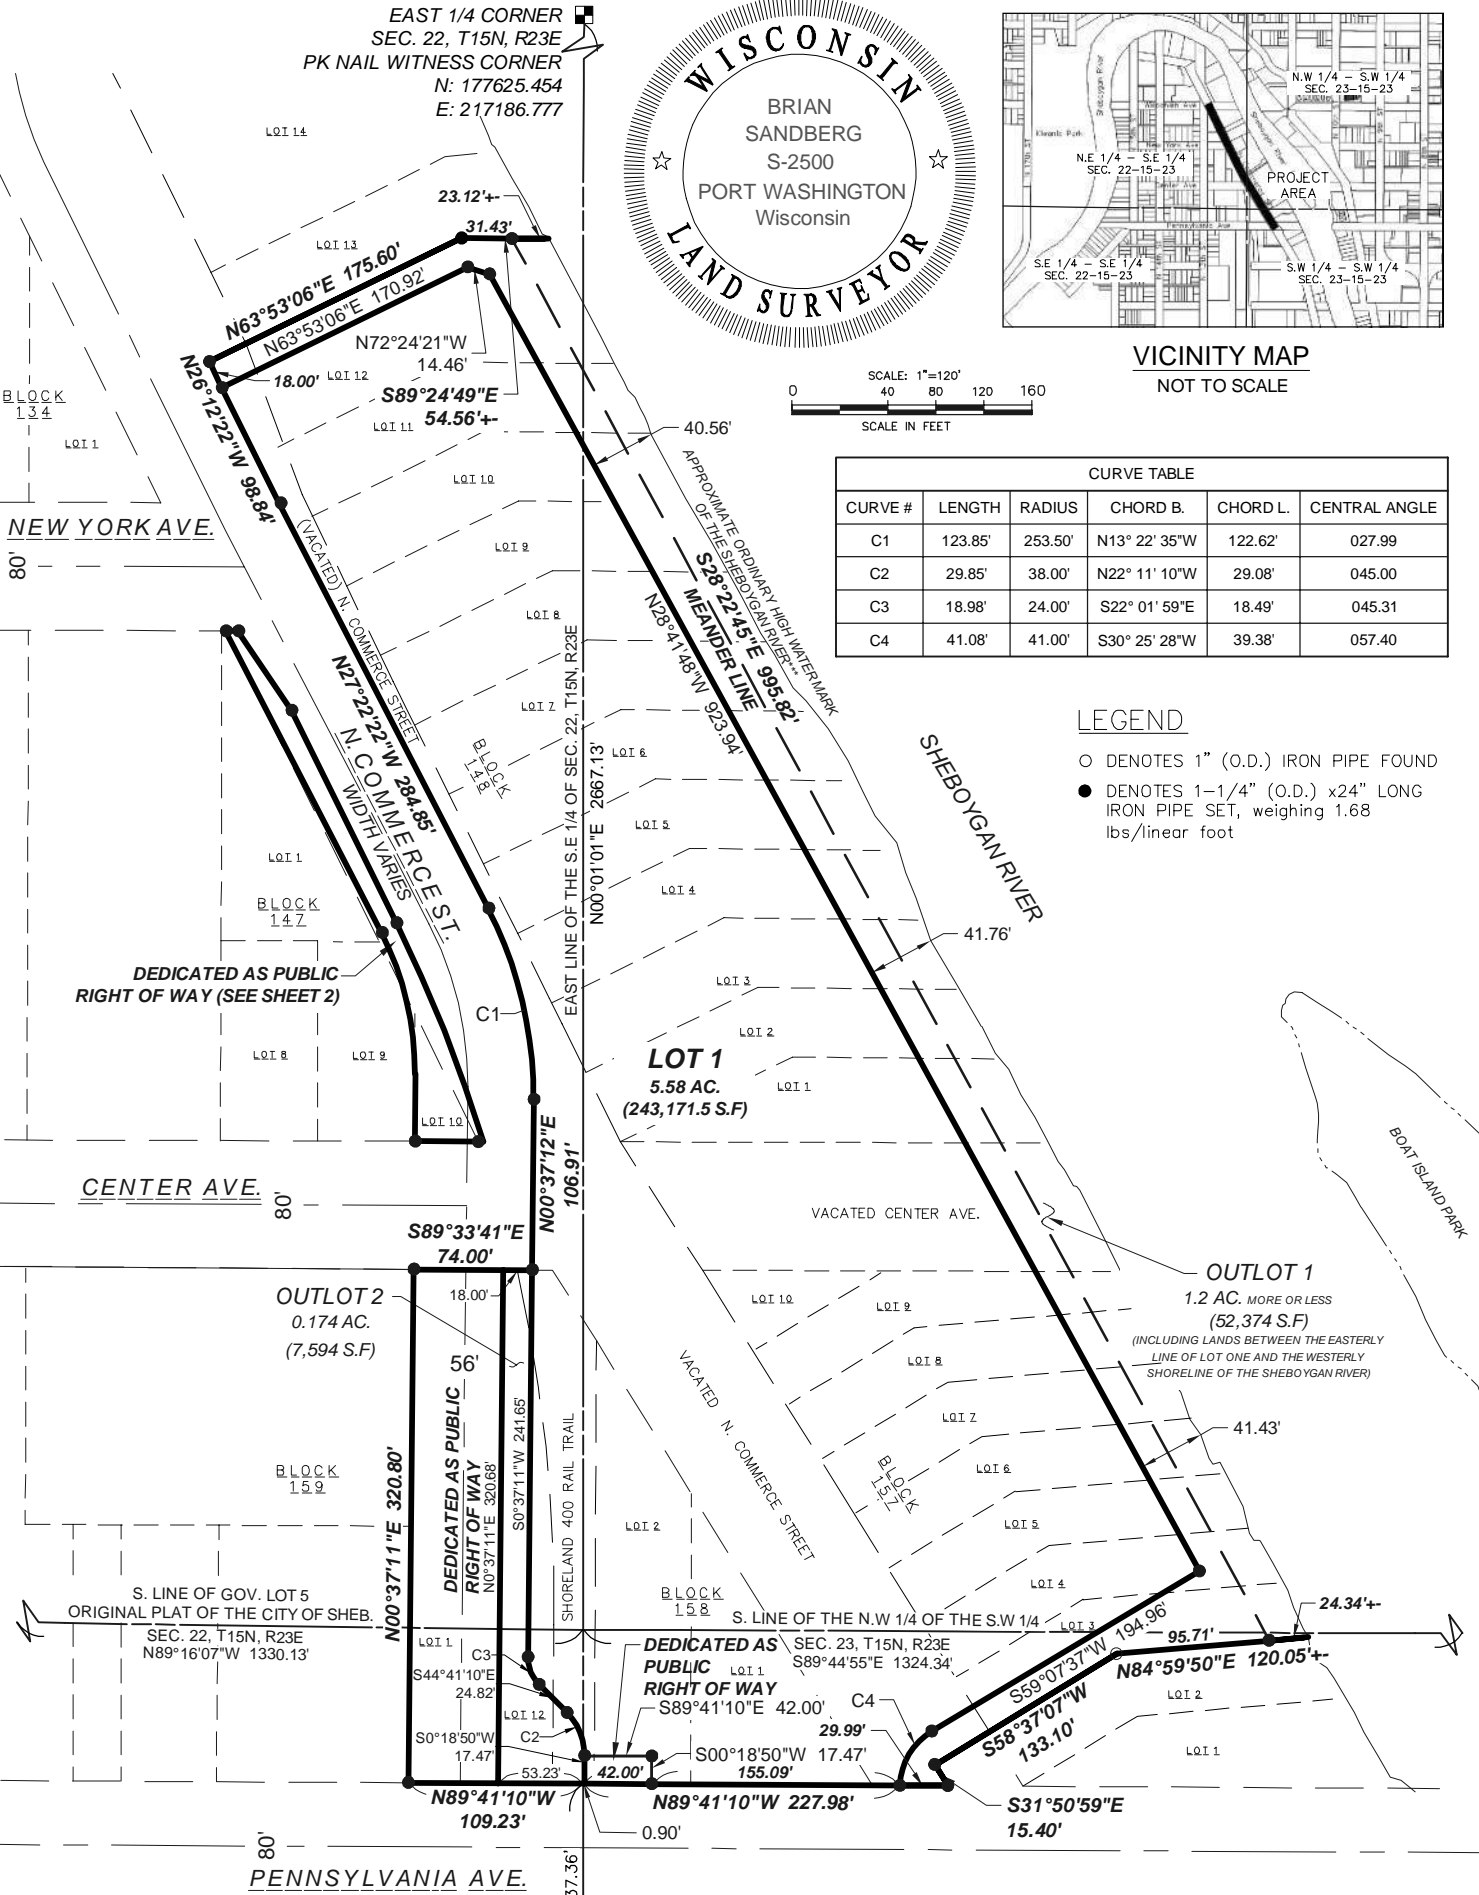 EAST 1/4 CORNER
SEC. 22, T15N, R23E
PK NAIL WITNESS CORNER
N: 177625.454
E: 217186.777
WISCONSIN
BRIAN
SANDBERG
S-2500
PORT WASHINGTON
Wisconsin
LAND SURVEYOR
N.W 1/4 - S.W 1/4
SEC. 23-15-23
N.E 1/4 - S.E 1/4
SEC. 22-15-23
PROJECT
AREA
S.E 1/4 - S.E 1/4
SEC. 22-15-23
S.W 1/4 - S.W 1/4
SEC. 23-15-23
Kiwanis Park
Sheboygan River
Center Ave
Pennsylvania Ave
VICINITY MAP
NOT TO SCALE
SCALE: 1"=120'
0 40 80 120 160
SCALE IN FEET
CURVE TABLE
CURVE # LENGTH RADIUS CHORD B. CHORD L. CENTRAL ANGLE
C1 123.85' 253.50' N13° 22' 35"W 122.62' 027.99
C2 29.85' 38.00' N22° 11' 10"W 29.08' 045.00
C3 18.98' 24.00' S22° 01' 59"E 18.49' 045.31
C4 41.08' 41.00' S30° 25' 28"W 39.38' 057.40
LEGEND
DENOTES 1" (O.D.) IRON PIPE FOUND
DENOTES 1-1/4" (O.D.) x24" LONG
IRON PIPE SET, weighing 1.68
lbs/linear foot
LOT 14
23.12'+-
31.43'
LOT 13
N63°53'06"E 175.60'
N63°53'06"E 170.92'
N72°24'21"W
14.46'
18.00'
LOT 12
S89°24'49"E
54.56'+-
N26°12'22"W 98.84'
BLOCK
134
LOT 1
LOT 11
40.56'
LOT 10
NEW YORK AVE.
80'
LOT 9
(VACATED) N. COMMERCE STREET
APPROXIMATE ORDINARY HIGH WATERMARK
OF THE SHEBOYGAN RIVER***
S28°22'45"E 995.82'
MEANDER LINE
N28°41'48"W 923.94'
LOT 8
N27°22'22"W 284.85'
N. COMMERCE ST.
WIDTH VARIES
LOT 7
BLOCK
148
LOT 6
EAST LINE OF THE S.E 1/4 OF SEC. 22, T15N, R23E
N00°01'01"E 2667.13'
SHEBOYGAN RIVER
LOT 5
LOT 1
LOT 4
BLOCK
147
41.76'
DEDICATED AS PUBLIC
RIGHT OF WAY (SEE SHEET 2)
LOT 3
C1
LOT 2
LOT 8
LOT 9
LOT 1
5.58 AC.
(243,171.5 S.F)
LOT 1
LOT 10
BOAT ISLAND PARK
N00°37'12"E
106.91'
CENTER AVE.
80'
VACATED CENTER AVE.
S89°33'41"E
74.00'
OUTLOT 1
1.2 AC. MORE OR LESS
(52,374 S.F)
(INCLUDING LANDS BETWEEN THE EASTERLY
LINE OF LOT ONE AND THE WESTERLY
SHORELINE OF THE SHEBOYGAN RIVER)
OUTLOT 2
0.174 AC.
(7,594 S.F)
18.00'
LOT 10
LOT 9
56'
LOT 8
VACATED N. COMMERCE STREET
DEDICATED AS PUBLIC
RIGHT OF WAY
N0°37'11"E 320.68'
S0°37'11"W 241.65'
SHORELAND 400 RAIL TRAIL
LOT 7
41.43'
BLOCK
159
N00°37'11"E 320.80'
BLOCK
157
LOT 6
LOT 2
LOT 5
BLOCK
158
LOT 4
S. LINE OF GOV. LOT 5
ORIGINAL PLAT OF THE CITY OF SHEB.
SEC. 22, T15N, R23E
N89°16'07"W 1330.13'
S. LINE OF THE N.W 1/4 OF THE S.W 1/4
LOT 3
SEC. 23, T15N, R23E
S89°44'55"E 1324.34'
24.34'+-
95.71'
N84°59'50"E 120.05'+-
LOT 1
C3
S44°41'10"E
24.82'
DEDICATED AS
PUBLIC
RIGHT OF WAY
LOT 1
S89°41'10"E 42.00'
S59°07'37"W 194.96'
S58°37'07"W
133.10'
LOT 2
LOT 12
C2
C4
29.99'
S0°18'50"W
17.47'
S00°18'50"W 17.47'
LOT 1
53.23'
42.00'
155.09'
N89°41'10"W
109.23'
N89°41'10"W 227.98'
S31°50'59"E
15.40'
0.90'
80'
PENNSYLVANIA AVE.
37.36'